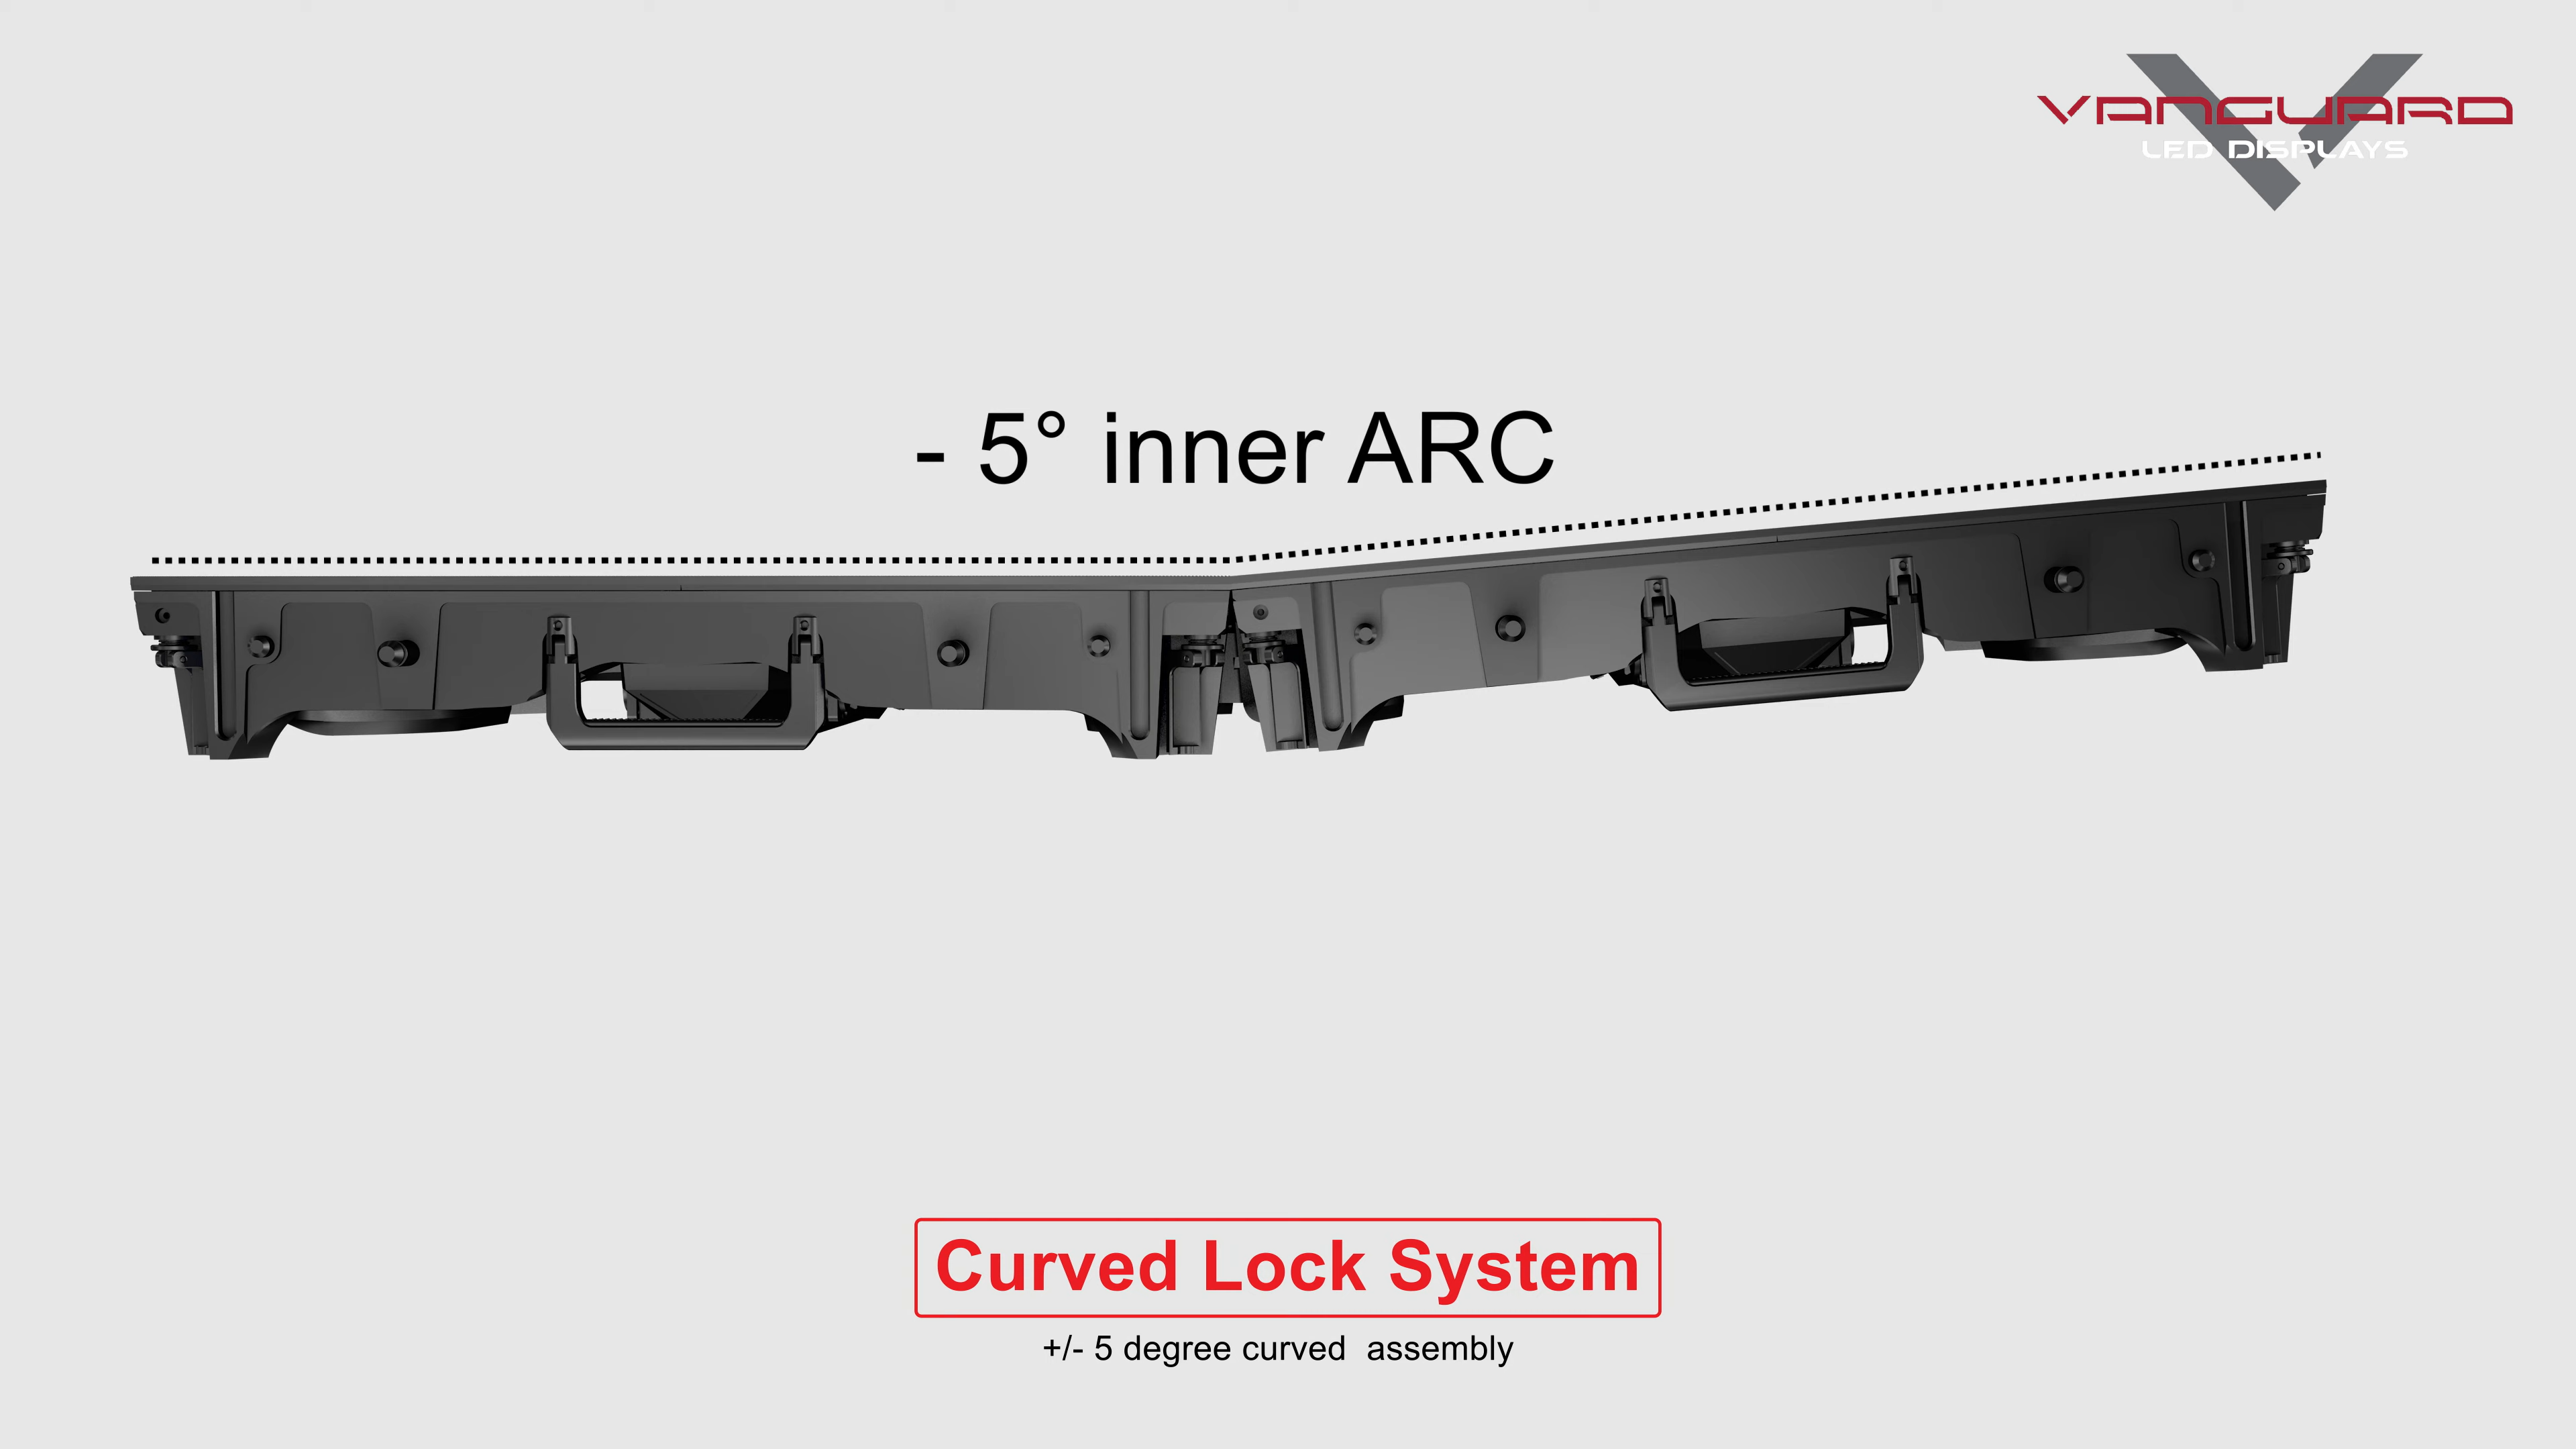 VANGUARD
LED DISPLAYS
- 5° inner ARC
Curved Lock System
+/- 5 degree curved  assembly